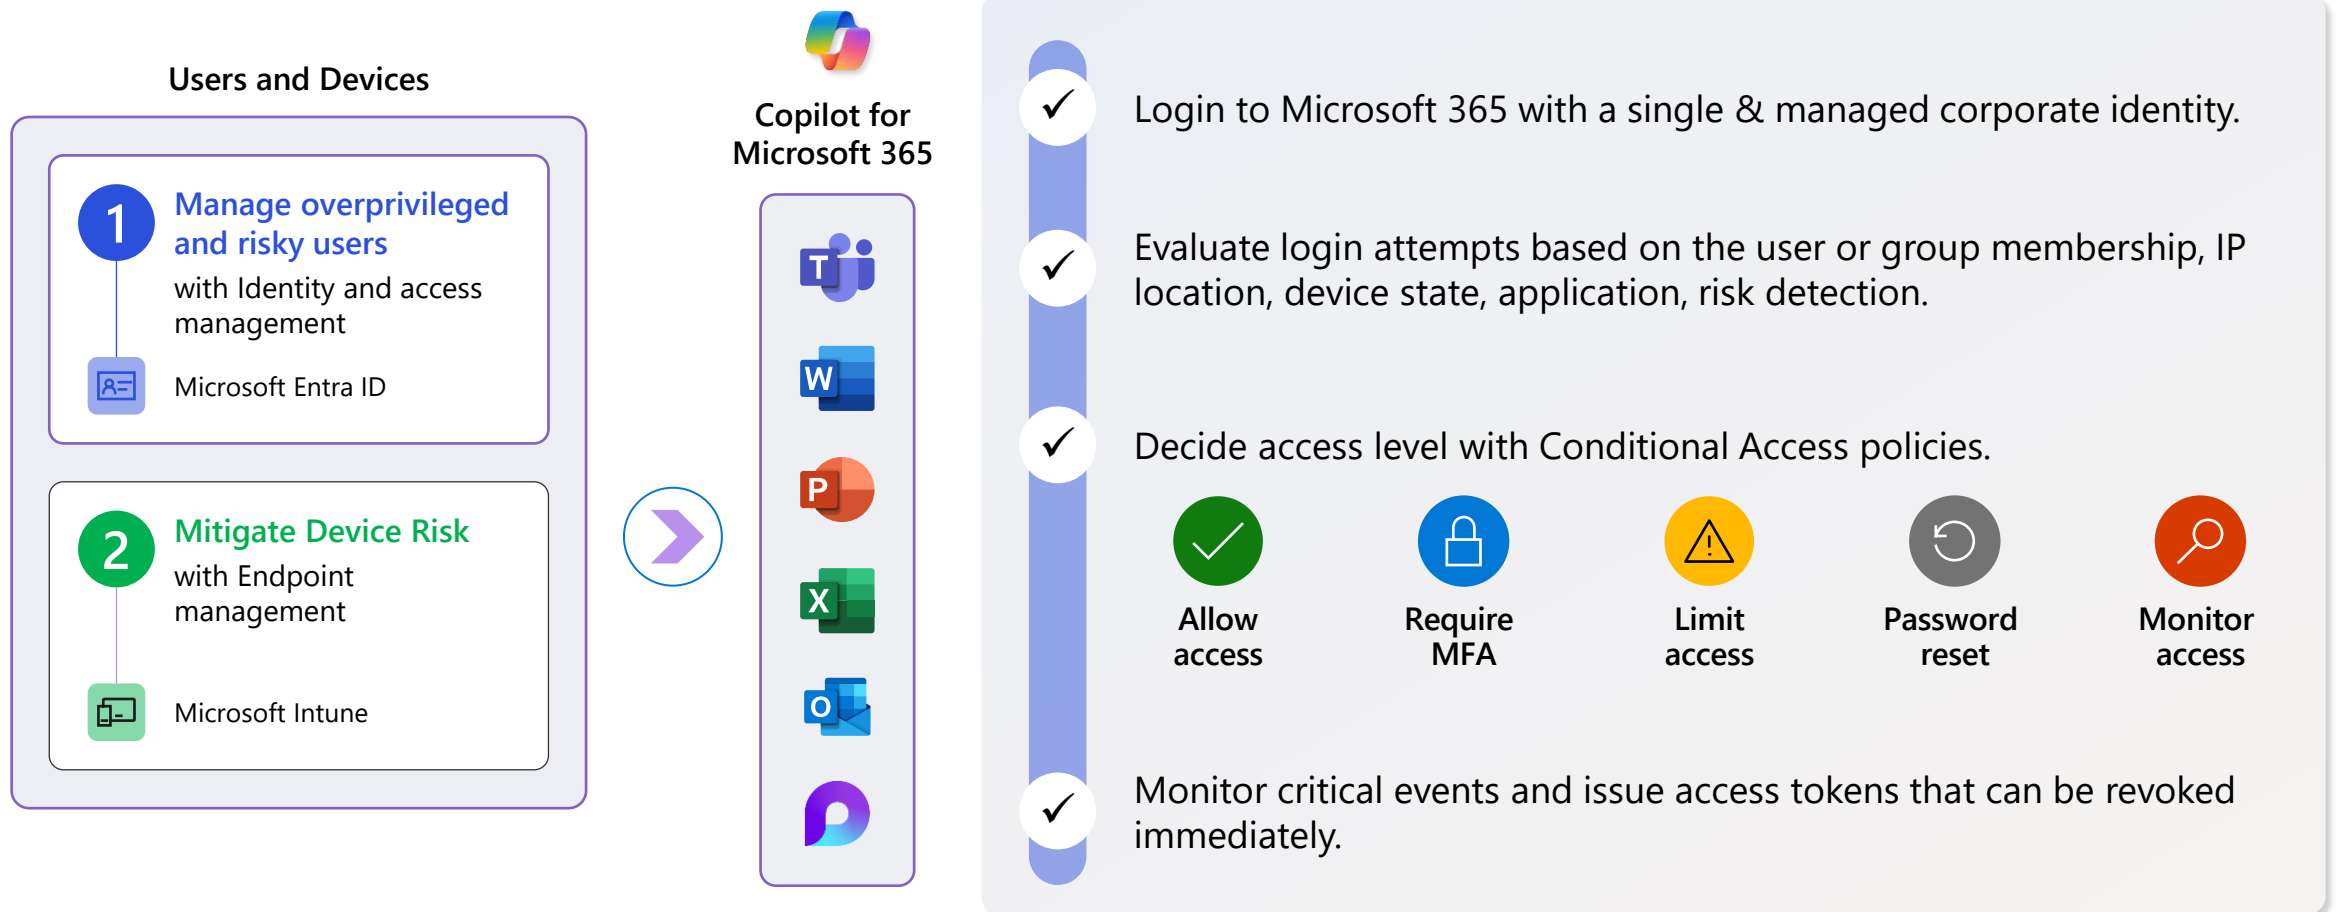 Users and Devices
1
Manage overprivileged
and risky users
with Identity and access
management
Microsoft Entra ID
2
Mitigate Device Risk
with Endpoint
management
Microsoft Intune
Copilot for
Microsoft 365
T
W
P
X
O
Login to Microsoft 365 with a single & managed corporate identity.
Evaluate login attempts based on the user or group membership, IP
location, device state, application, risk detection.
Decide access level with Conditional Access policies.
Allow
access
Require
MFA
Limit
access
Password
reset
Monitor
access
Monitor critical events and issue access tokens that can be revoked
immediately.